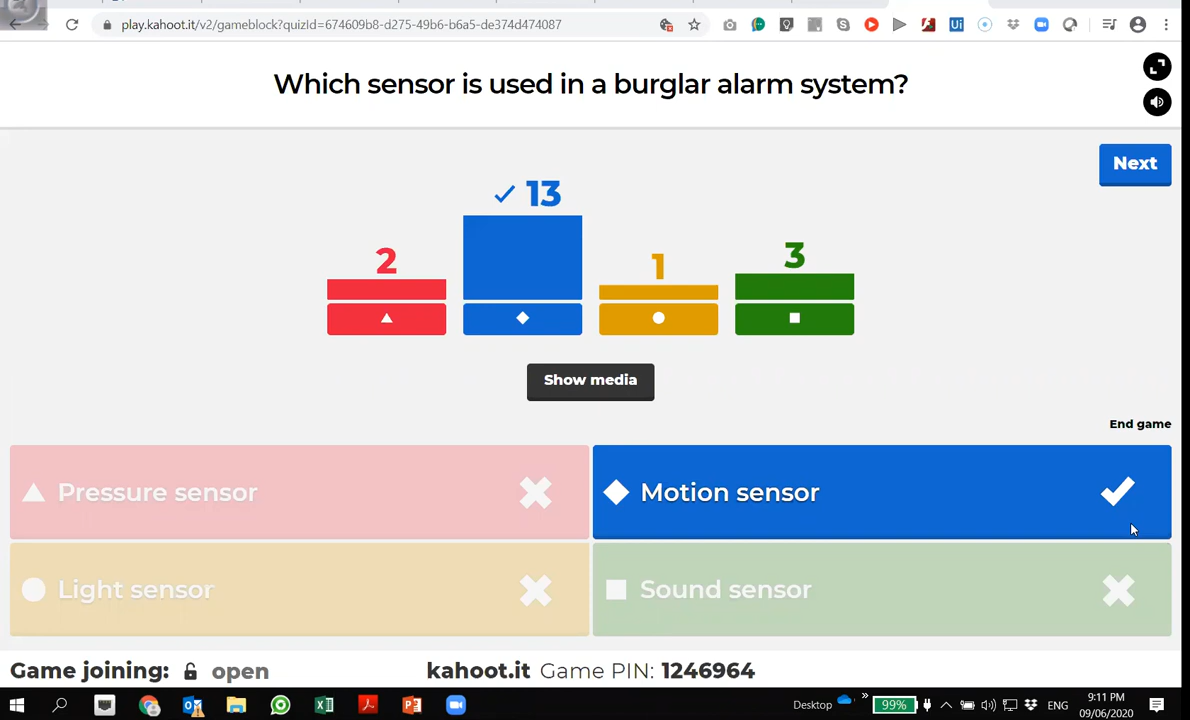 play.kahoot.it/v2/gameblock?quizId=674609b8-d275-49b6-b6a5-de374d474087
Ui
Which sensor is used in a burglar alarm system?
Next
13
2
1
3
Show media
End game
Pressure sensor
Motion sensor
Light sensor
Sound sensor
Game joining: open
kahoot.it Game PIN: 1246964
Desktop
99%
ENG
9:11 PM
09/06/2020